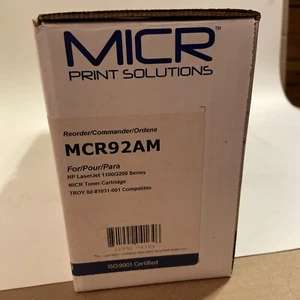 MICR™
PRINT SOLUTIONS
Reorder/Commander/Ordene
MCR92AM
For/Pour/Para
HP LaserJet 1100/3200 Series
MICR Toner Cartridge
TROY 02-81031-001 Compatible
ISO:9001 Certified